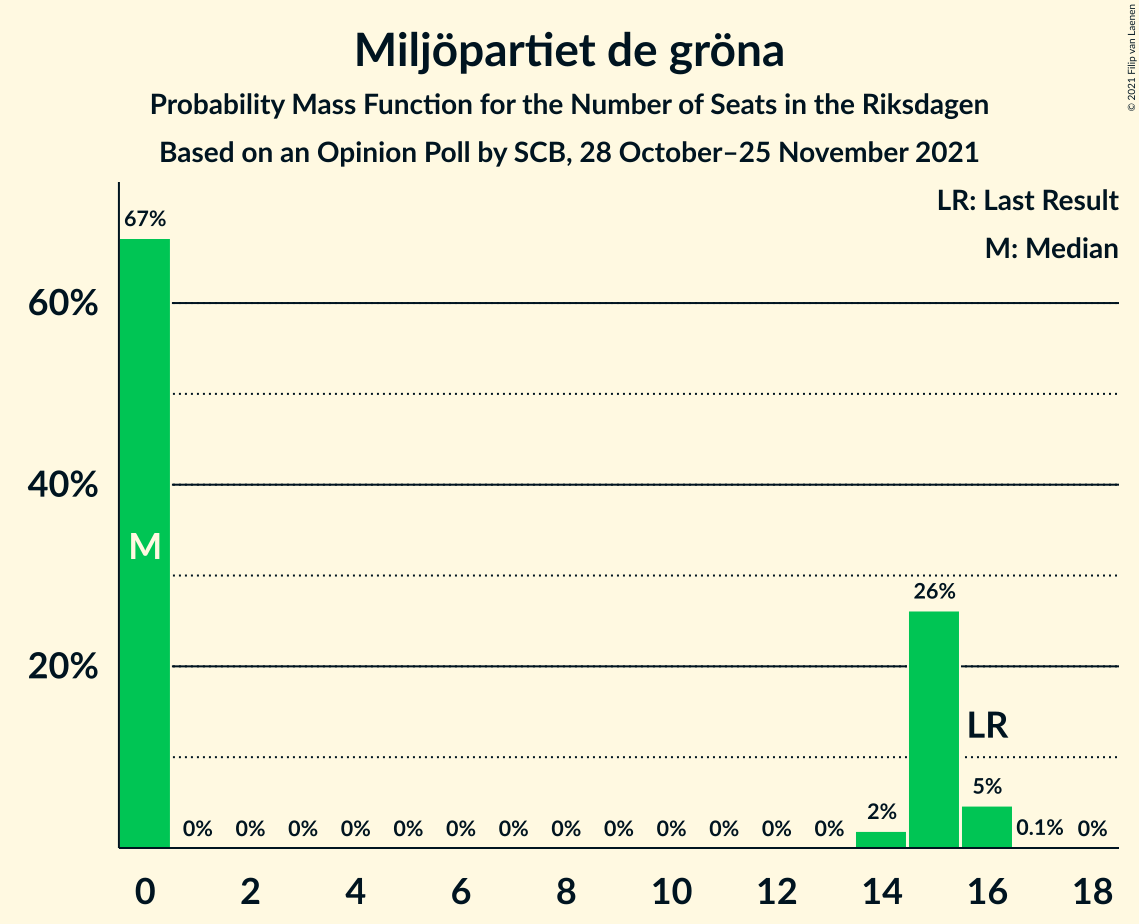 Miljöpartiet de gröna
Probability Mass Function for the Number of Seats in the Riksdagen
Based on an Opinion Poll by SCB, 28 October–25 November 2021
© 2021 Filip van Laenen
LR: Last Result
M: Median
60%
40%
20%
67%
M
0% 0% 0% 0% 0% 0% 0% 0% 0% 0% 0% 0% 0% 2% 26% 5% 0.1% 0%
LR
0 2 4 6 8 10 12 14 16 18